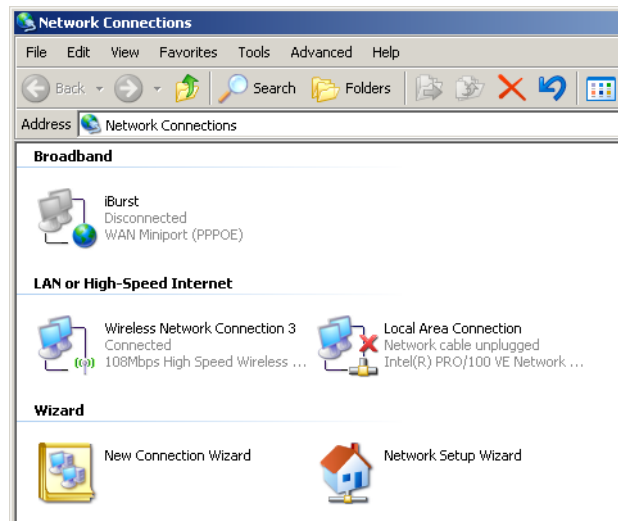 Network Connections
File Edit View Favorites Tools Advanced Help
Back Search Folders
Address Network Connections
Broadband
iBurst
Disconnected
WAN Miniport (PPPOE)
LAN or High-Speed Internet
Wireless Network Connection 3
Connected
108Mbps High Speed Wireless ...
Local Area Connection
Network cable unplugged
Intel(R) PRO/100 VE Network ...
Wizard
New Connection Wizard
Network Setup Wizard